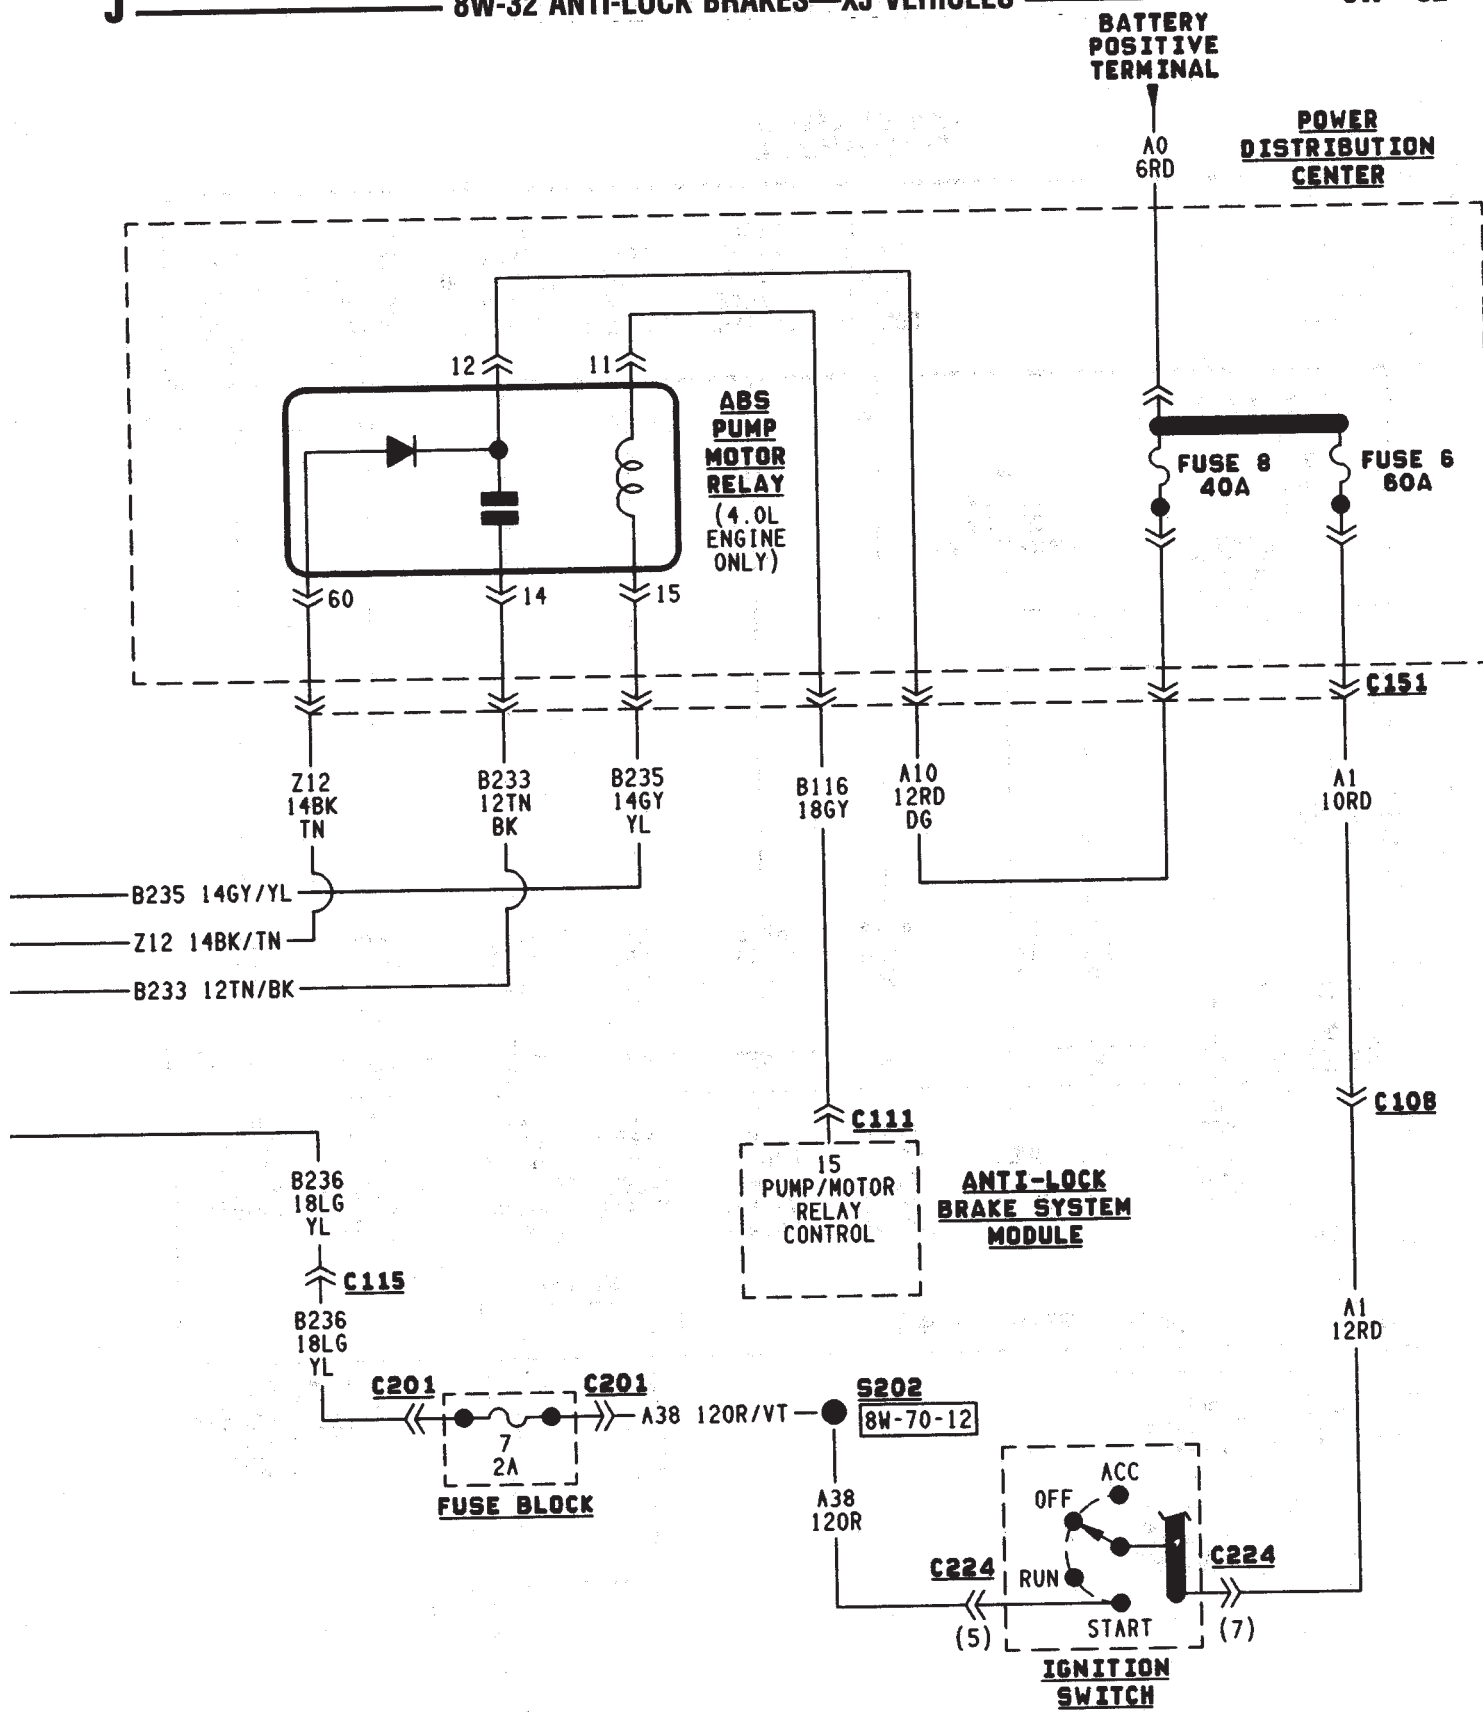 J
8W-32 ANTI-LOCK BRAKES—XJ VEHICLES
BATTERY
POSITIVE
TERMINAL
A0
6RD
POWER
DISTRIBUTION
CENTER
12
11
ABS
PUMP
MOTOR
RELAY
(4.0L
ENGINE
ONLY)
FUSE 8
40A
FUSE 6
60A
60
14
15
C151
Z12
14BK
TN
B233
12TN
BK
B235
14GY
YL
B116
18GY
A10
12RD
DG
A1
10RD
B235 14GY/YL
Z12 14BK/TN
B233 12TN/BK
C111
C108
15
PUMP/MOTOR
RELAY
CONTROL
ANTI-LOCK
BRAKE SYSTEM
MODULE
B236
18LG
YL
C115
B236
18LG
YL
A1
12RD
C201
C201
A38 12OR/VT
S202
8W-70-12
7
2A
FUSE BLOCK
A38
12OR
ACC
OFF
RUN
START
C224
(5)
C224
(7)
IGNITION
SWITCH